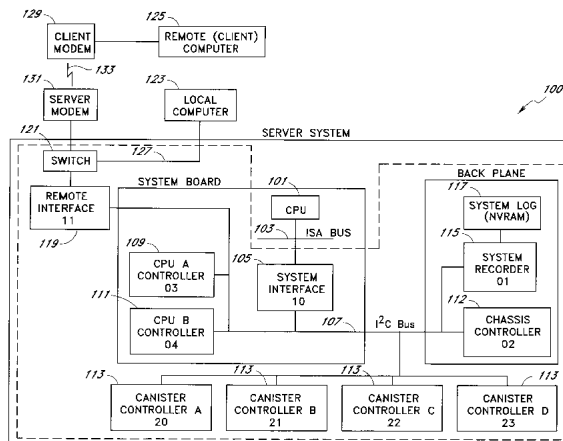 129
CLIENT
MODEM
125
REMOTE (CLIENT)
COMPUTER
133
131
SERVER
MODEM
123
LOCAL
COMPUTER
100
121
SERVER SYSTEM
SWITCH
127
SYSTEM BOARD
BACK PLANE
101
CPU
117
SYSTEM LOG
(NVRAM)
REMOTE
INTERFACE
11
119
103
ISA BUS
115
SYSTEM
RECORDER
01
109
CPU A
CONTROLLER
03
105
SYSTEM
INTERFACE
10
111
CPU B
CONTROLLER
04
107
I²C Bus
112
CHASSIS
CONTROLLER
02
113
113
113
113
CANISTER
CONTROLLER A
20
CANISTER
CONTROLLER B
21
CANISTER
CONTROLLER C
22
CANISTER
CONTROLLER D
23